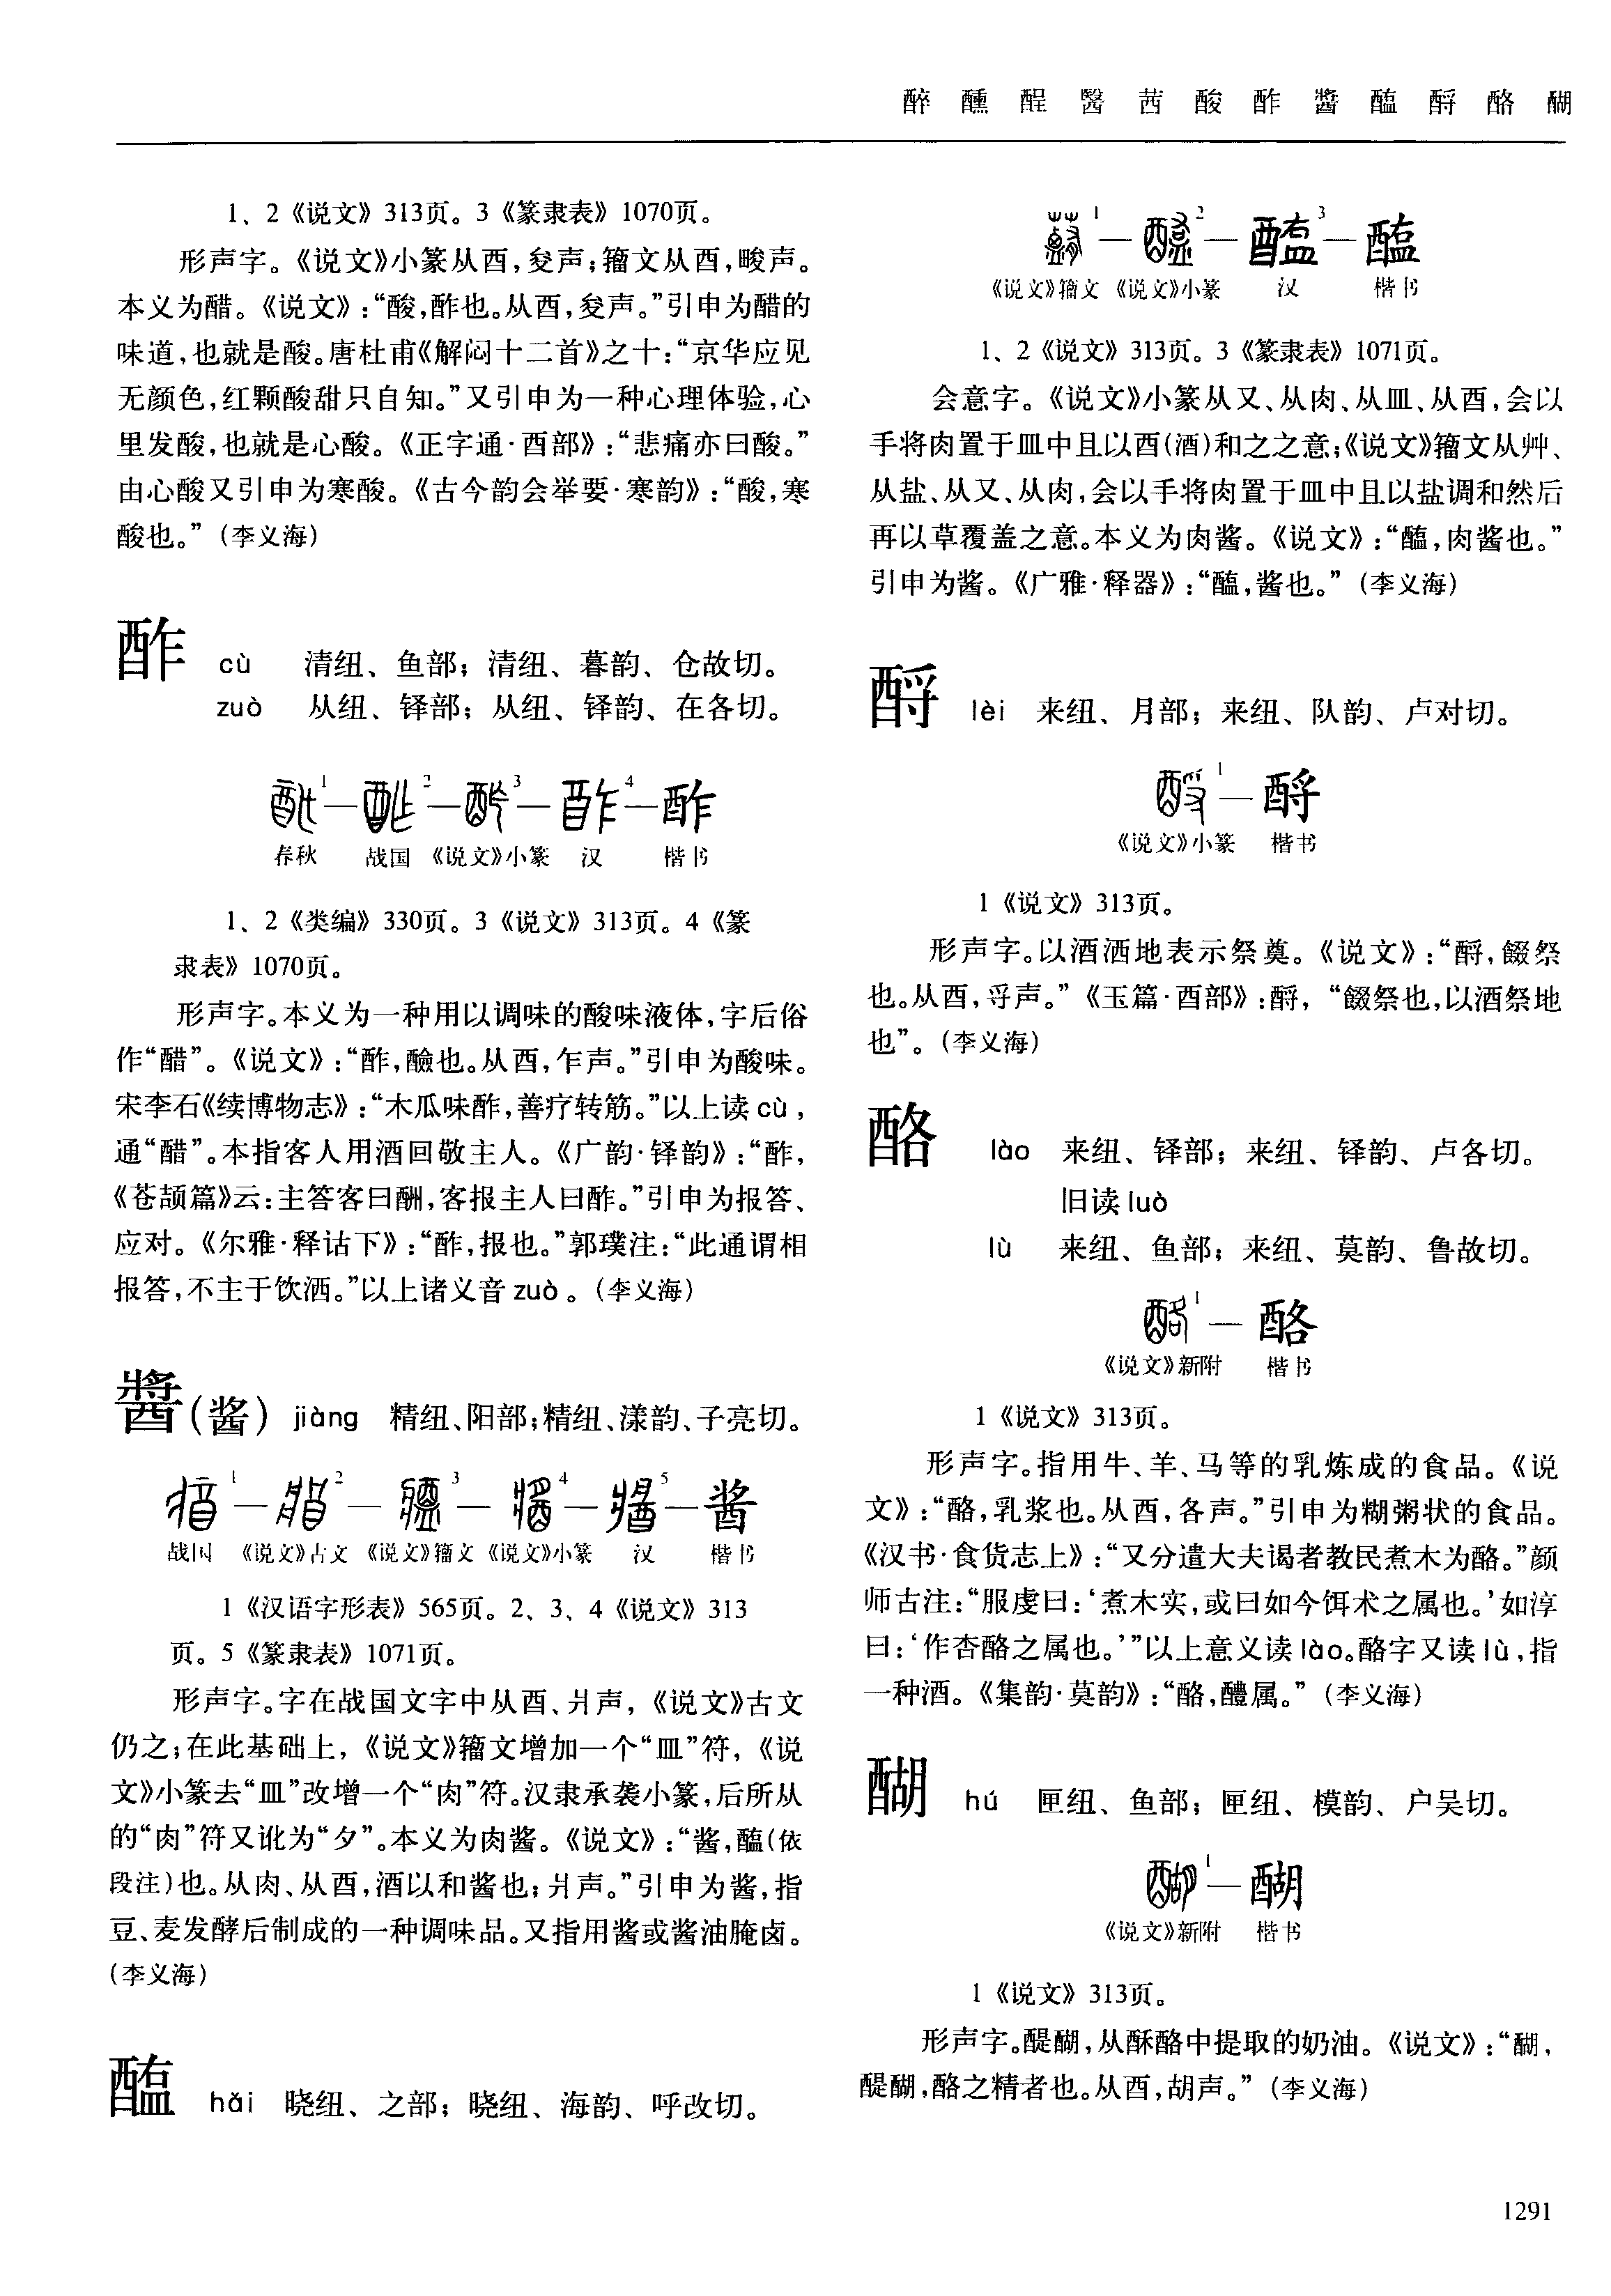 醉 醺 酲 醫 茜 酸 酢 醬 醢 酹 酪 醐
1、2《说文》313页。3《篆隶表》1070页。
形声字。《说文》小篆从酉,夋声;籀文从酉,畯声。
本义为醋。《说文》:“酸,酢也。从酉,夋声。”引申为醋的
味道,也就是酸。唐杜甫《解闷十二首》之十:“京华应见
无颜色,红颗酸甜只自知。”又引申为一种心理体验,心
里发酸,也就是心酸。《正字通·酉部》:“悲痛亦曰酸。”
由心酸又引申为寒酸。《古今韵会举要·寒韵》:“酸,寒
酸也。”(李义海)
酢 cù 清纽、鱼部;清纽、暮韵、仓故切。
zuò 从纽、铎部;从纽、铎韵、在各切。
1 — 2 — 3 — 4 — 酢
春秋 战国 《说文》小篆 汉 楷书
1、2《类编》330页。3《说文》313页。4《篆
隶表》1070页。
形声字。本义为一种用以调味的酸味液体,字后俗
作“醋”。《说文》:“酢,醶也。从酉,乍声。”引申为酸味。
宋李石《续博物志》:“木瓜味酢,善疗转筋。”以上读 cù,
通“醋”。本指客人用酒回敬主人。《广韵·铎韵》:“酢,
《苍颉篇》云:主答客曰酬,客报主人曰酢。”引申为报答、
应对。《尔雅·释诂下》:“酢,报也。”郭璞注:“此通谓相
报答,不主于饮洒。”以上诸义音 zuò。(李义海)
醬(酱) jiàng 精纽、阳部;精纽、漾韵、子亮切。
1 — 2 — 3 — 4 — 5 — 酱
战国 《说文》古文 《说文》籀文 《说文》小篆 汉 楷书
1《汉语字形表》565页。2、3、4《说文》313
页。5《篆隶表》1071页。
形声字。字在战国文字中从酉、爿声,《说文》古文
仍之;在此基础上,《说文》籀文增加一个“皿”符,《说
文》小篆去“皿”改增一个“肉”符。汉隶承袭小篆,后所从
的“肉”符又讹为“夕”。本义为肉酱。《说文》:“酱,醢(依
段注)也。从肉、从酉,酒以和酱也;爿声。”引申为酱,指
豆、麦发酵后制成的一种调味品。又指用酱或酱油腌卤。
(李义海)
醢 hǎi 晓纽、之部;晓纽、海韵、呼改切。
1 — 2 — 3 — 醢
《说文》籀文 《说文》小篆 汉 楷书
1、2《说文》313页。3《篆隶表》1071页。
会意字。《说文》小篆从又、从肉、从皿、从酉,会以
手将肉置于皿中且以酉(酒)和之之意;《说文》籀文从艸、
从盐、从又、从肉,会以手将肉置于皿中且以盐调和然后
再以草覆盖之意。本义为肉酱。《说文》:“醢,肉酱也。”
引申为酱。《广雅·释器》:“醢,酱也。”(李义海)
酹 lèi 来纽、月部;来纽、队韵、卢对切。
1 — 酹
《说文》小篆 楷书
1《说文》313页。
形声字。以酒洒地表示祭奠。《说文》:“酹,餟祭
也。从酉,寽声。”《玉篇·酉部》:酹,“餟祭也,以酒祭地
也”。(李义海)
酪 lào 来纽、铎部;来纽、铎韵、卢各切。
旧读 luò
lù 来纽、鱼部;来纽、莫韵、鲁故切。
1 — 酪
《说文》新附 楷书
1《说文》313页。
形声字。指用牛、羊、马等的乳炼成的食品。《说
文》:“酪,乳浆也。从酉,各声。”引申为糊粥状的食品。
《汉书·食货志上》:“又分遣大夫谒者教民煮木为酪。”颜
师古注:“服虔曰:‘煮木实,或曰如今饵术之属也。’如淳
曰:‘作杏酪之属也。’”以上意义读 lào。酪字又读 lù,指
一种酒。《集韵·莫韵》:“酪,醴属。”(李义海)
醐 hú 匣纽、鱼部;匣纽、模韵、户吴切。
1 — 醐
《说文》新附 楷书
1《说文》313页。
形声字。醍醐,从酥酪中提取的奶油。《说文》:“醐,
醍醐,酪之精者也。从酉,胡声。”(李义海)
1291